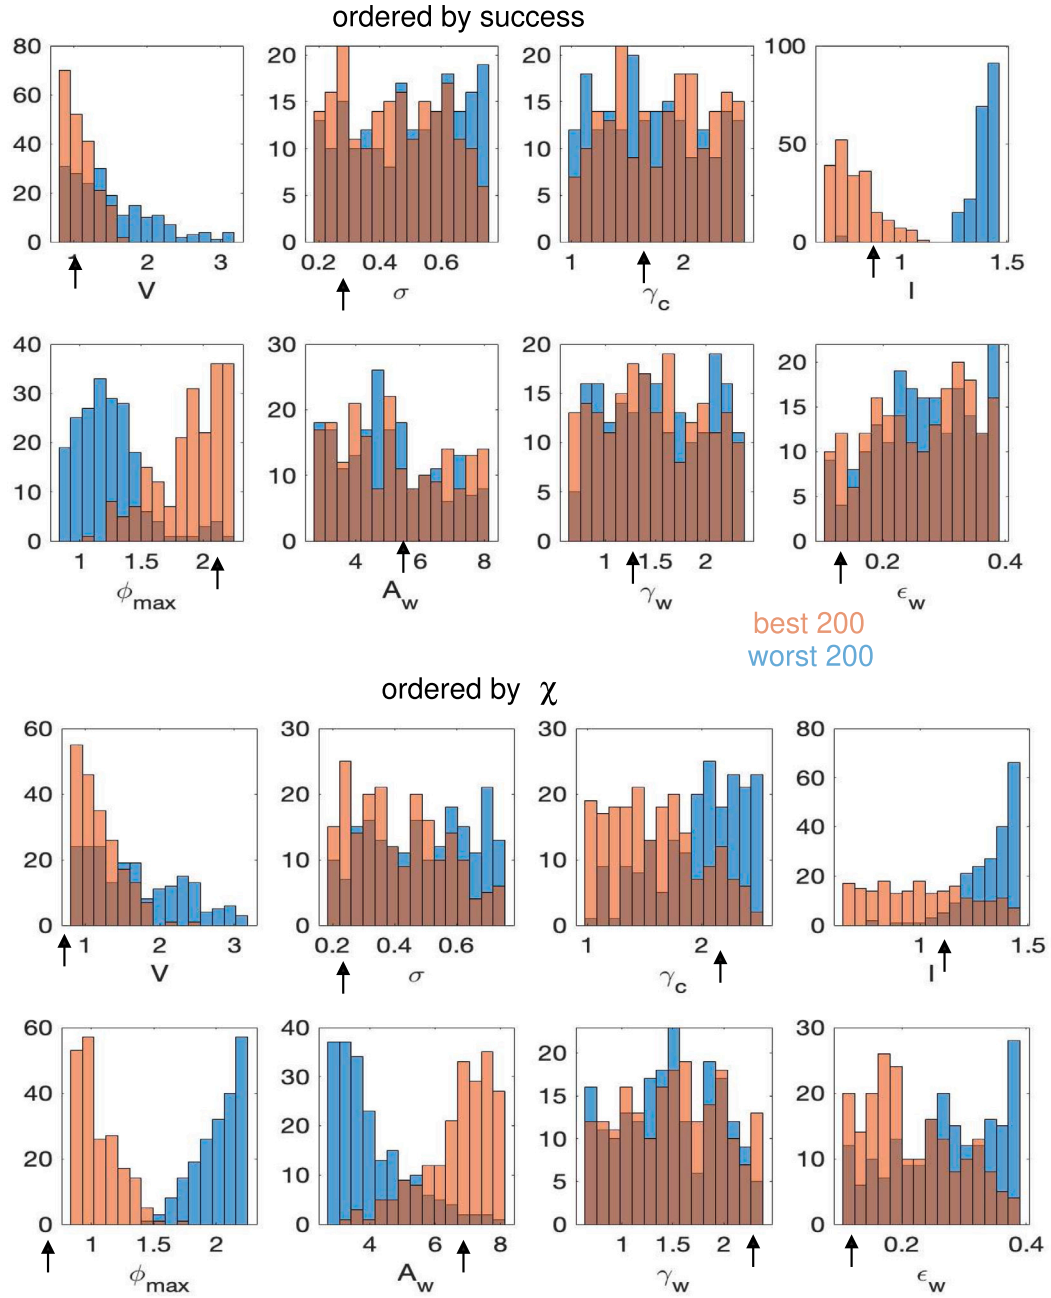 ordered by success
80 20 20 100
60 15 15
40 10 10 50
20 5 5
0 0 0 0
1 2 3 0.2 0.4 0.6 1 2 1 1.5
V σ γc I
40 30 20 20
30 15 15
20 20 10 10
10 10 5 5
0 0 0 0
1 1.5 2 4 6 8 1 1.5 2 0.2 0.4
ϕmax Aw γw ϵw
best 200
worst 200
ordered by χ
60 30 30 80
40 20 20 60
40
20 10 10 20
0 0 0 0
1 2 3 0.2 0.4 0.6 1 2 1 1.5
V σ γc I
60 40 20 30
40 30 15 20
20 20 10 10
10 5
0 0 0 0
1 1.5 2 4 6 8 1 1.5 2 0.2 0.4
ϕmax Aw γw ϵw